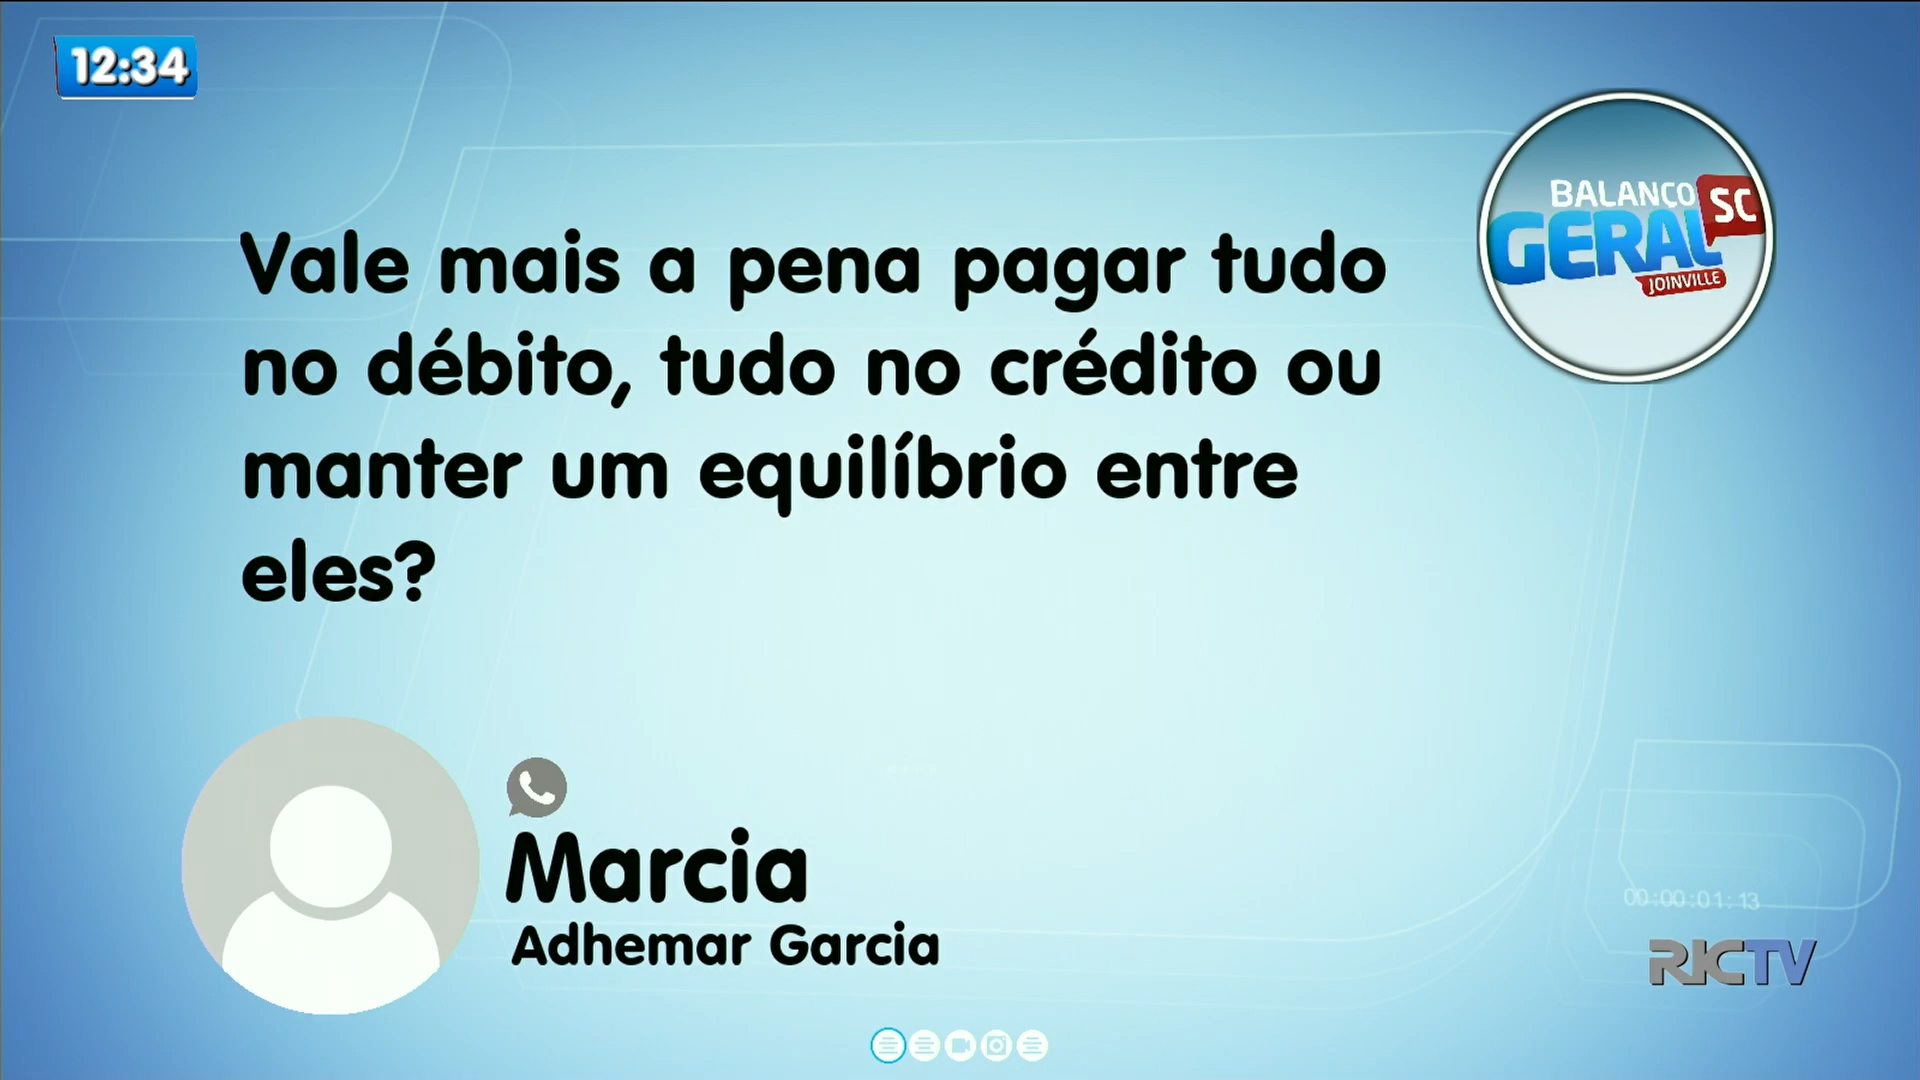 12:34
BALANÇO
SC
GERAL
JOINVILLE
Vale mais a pena pagar tudo
no débito, tudo no crédito ou
manter um equilíbrio entre
eles?
Marcia
Adhemar Garcia
00:00:01:13
RICTV